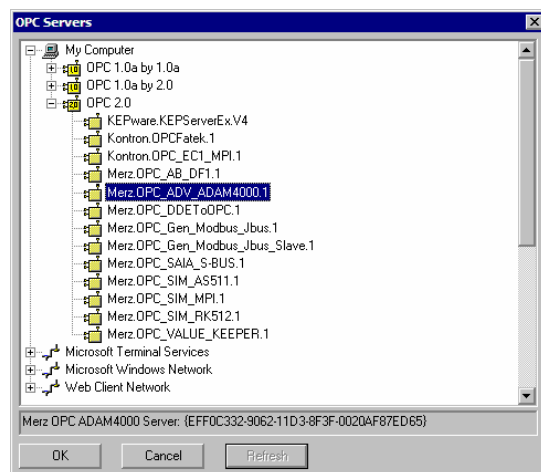 OPC Servers
My Computer
OPC 1.0a by 1.0a
OPC 1.0a by 2.0
OPC 2.0
KEPware.KEPServerEx.V4
Kontron.OPCFatek.1
Kontron.OPC_EC1_MPI.1
Merz.OPC_AB_DF1.1
Merz.OPC_ADV_ADAM4000.1
Merz.OPC_DDEToOPC.1
Merz.OPC_Gen_Modbus_Jbus.1
Merz.OPC_Gen_Modbus_Jbus_Slave.1
Merz.OPC_SAIA_S-BUS.1
Merz.OPC_SIM_AS511.1
Merz.OPC_SIM_MPI.1
Merz.OPC_SIM_RK512.1
Merz.OPC_VALUE_KEEPER.1
Microsoft Terminal Services
Microsoft Windows Network
Web Client Network
Merz OPC ADAM4000 Server: {EFF0C332-9062-11D3-8F3F-0020AF87ED65}
OK Cancel Refresh